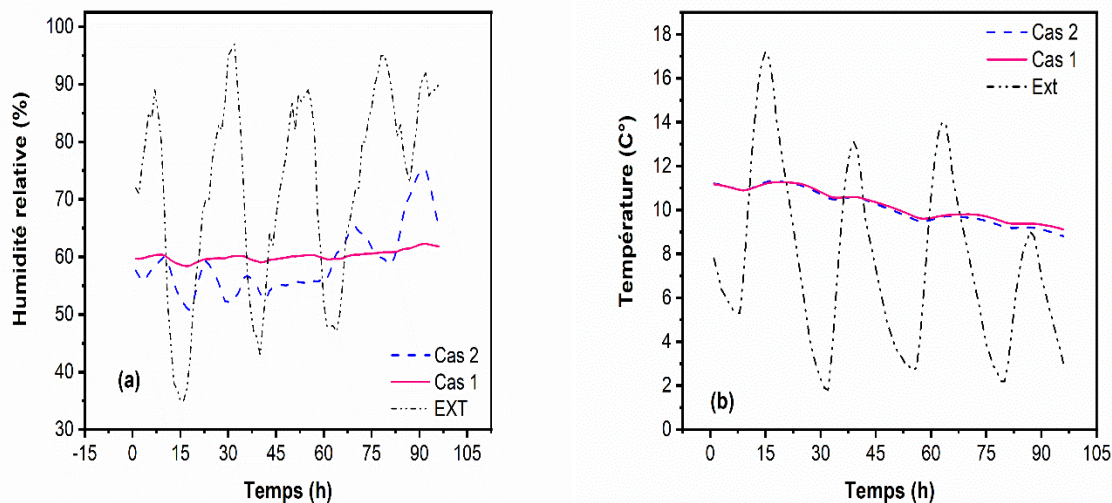 Humidité relative (%)
100
90
80
70
60
50
40
30
(a)
Cas 2
Cas 1
EXT
-15
0
15
30
45
60
75
90
105
Temps (h)
Température (C°)
18
16
14
12
10
8
6
4
2
0
Cas 2
Cas 1
Ext
(b)
0
15
30
45
60
75
90
105
Temps (h)